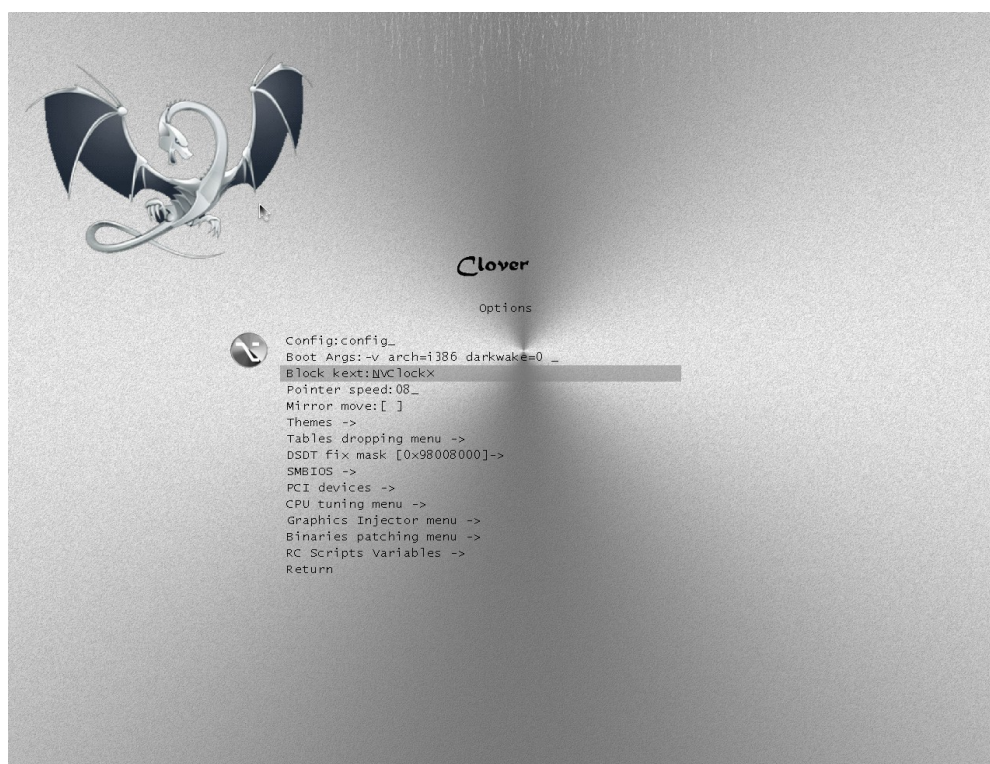 Clover
Options
Config:config_
Boot Args:-v arch=i386 darkwake=0 _
Block kext:NVClockX
Pointer speed:08_
Mirror move:[ ]
Themes ->
Tables dropping menu ->
DSDT fix mask [0x98008000]->
SMBIOS ->
PCI devices ->
CPU tuning menu ->
Graphics Injector menu ->
Binaries patching menu ->
RC Scripts Variables ->
Return